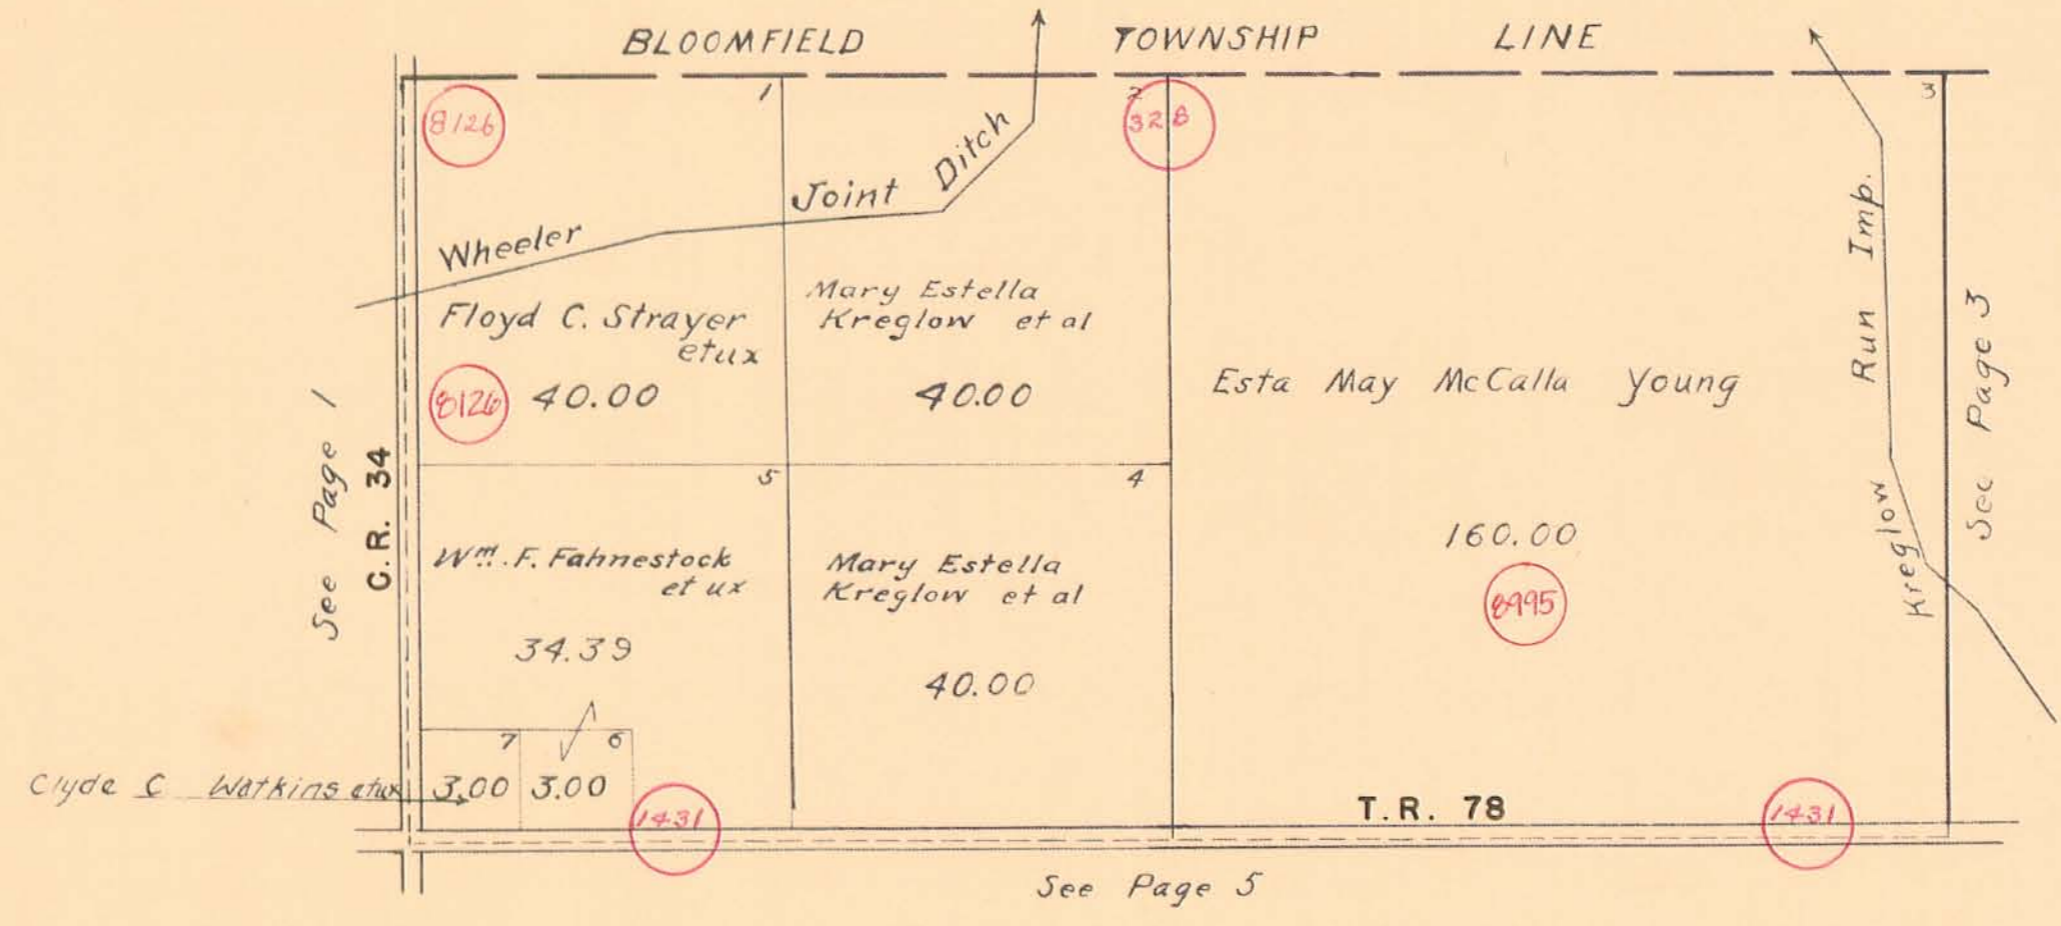 BLOOMFIELD TOWNSHIP LINE
8126
1
2
328
3
Wheeler Joint Ditch
Floyd C. Strayer
et ux
8126 40.00
Mary Estella
Kreglow et al
40.00
Esta May McCalla Young
160.00
8995
Kreglow Run Imp.
See Page 3
See Page 1
C.R. 34
5
4
Wm. F. Fahnestock
et ux
34.39
Mary Estella
Kreglow et al
40.00
7
6
Clyde C Watkins etux
3.00
3.00
1431
T.R. 78
1431
See Page 5